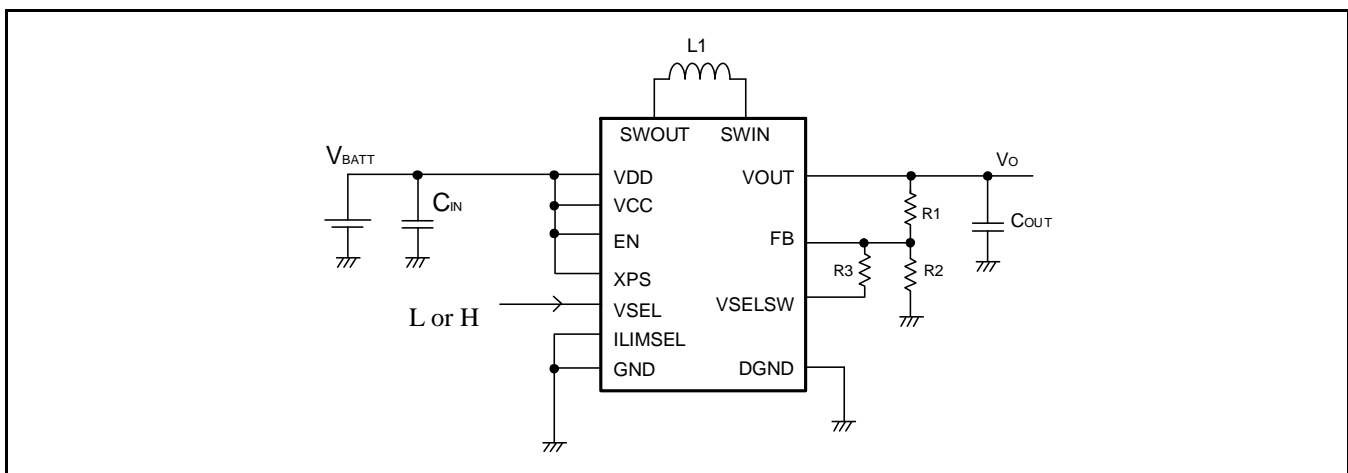 L1
SWOUT SWIN
VBATT
VDD
VOUT
VO
CIN
VCC
R1
COUT
EN
FB
XPS
R3
R2
VSELSW
L or H
VSEL
ILIMSEL
GND
DGND